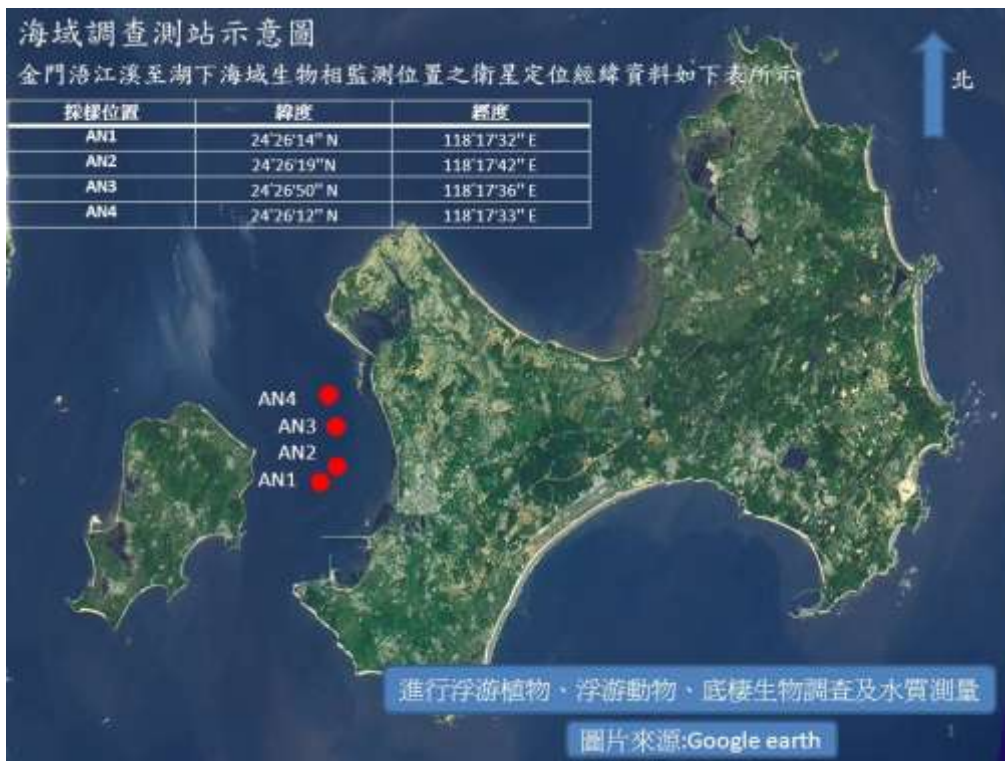 海域調查測站示意圖
金門浯江溪至湖下海域生物相監測位置之衛星定位經緯資料如下表所示
北
採樣位置 緯度 經度
AN1 24°26'14" N 118°17'32" E
AN2 24°26'19"N 118°17'42" E
AN3 24°26'50" N 118°17'36" E
AN4 24°26'12" N 118°17'33" E
AN4
AN3
AN2
AN1
進行浮游植物、浮游動物、底棲生物調查及水質測量
圖片來源:Google earth
1